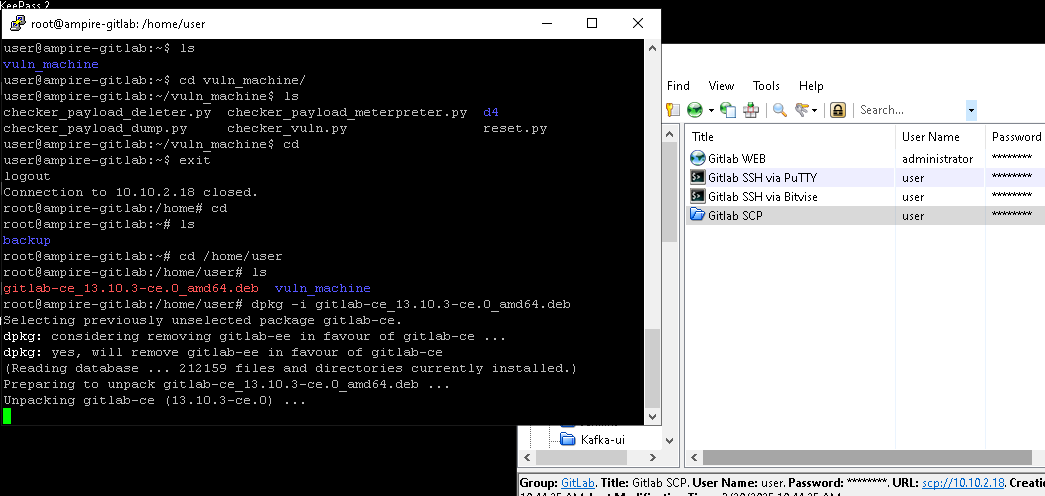 KeePass 2
root@ampire-gitlab: /home/user
user@ampire-gitlab:~$ ls
vuln_machine
user@ampire-gitlab:~$ cd vuln_machine/
user@ampire-gitlab:~/vuln_machine$ ls
checker_payload_deleter.py  checker_payload_meterpreter.py  d4
checker_payload_dump.py     checker_vuln.py                 reset.py
user@ampire-gitlab:~/vuln_machine$ cd
user@ampire-gitlab:~$ exit
logout
Connection to 10.10.2.18 closed.
root@ampire-gitlab:/home# cd
root@ampire-gitlab:~# ls
backup
root@ampire-gitlab:~# cd /home/user
root@ampire-gitlab:/home/user# ls
gitlab-ce_13.10.3-ce.0_amd64.deb  vuln_machine
root@ampire-gitlab:/home/user# dpkg -i gitlab-ce_13.10.3-ce.0_amd64.deb
Selecting previously unselected package gitlab-ce.
dpkg: considering removing gitlab-ee in favour of gitlab-ce ...
dpkg: yes, will remove gitlab-ee in favour of gitlab-ce
(Reading database ... 212159 files and directories currently installed.)
Preparing to unpack gitlab-ce_13.10.3-ce.0_amd64.deb ...
Unpacking gitlab-ce (13.10.3-ce.0) ...
Find View Tools Help
Search...
Title User Name Password
Gitlab WEB administrator ********
Gitlab SSH via PuTTY user ********
Gitlab SSH via Bitvise user ********
Gitlab SCP user ********
Kafka-ui
Group: GitLab. Title: Gitlab SCP. User Name: user. Password: ********. URL: scp://10.10.2.18. Creatio